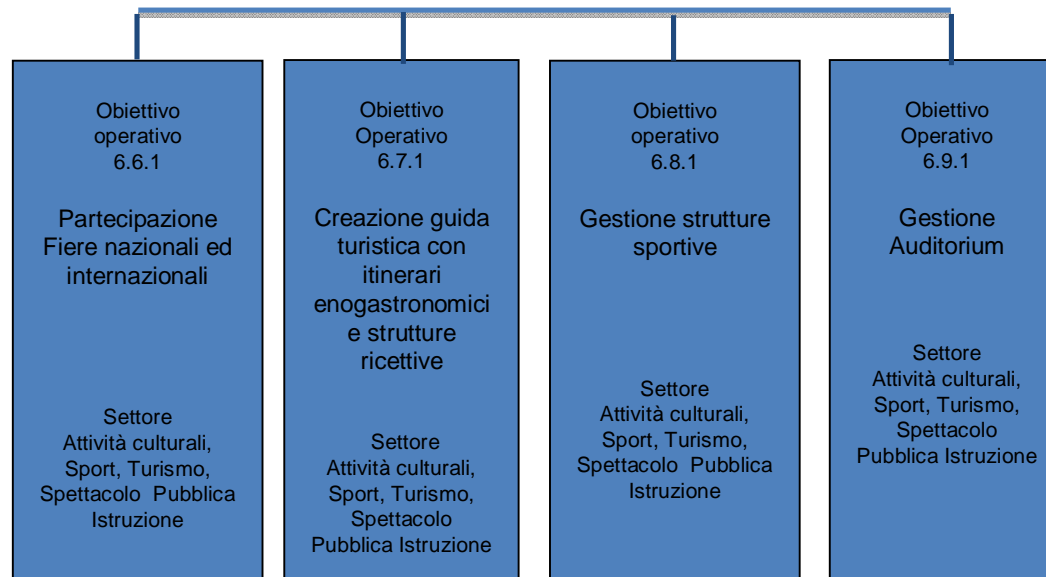 Obiettivo
operativo
6.6.1
Partecipazione
Fiere nazionali ed
internazionali
Settore
Attività culturali,
Sport, Turismo,
Spettacolo Pubblica
Istruzione
Obiettivo
Operativo
6.7.1
Creazione guida
turistica con
itinerari
enogastronomici
e strutture
ricettive
Settore
Attività culturali,
Sport, Turismo,
Spettacolo
Pubblica Istruzione
Obiettivo
operativo
6.8.1
Gestione strutture
sportive
Settore
Attività culturali,
Sport, Turismo,
Spettacolo Pubblica
Istruzione
Obiettivo
Operativo
6.9.1
Gestione
Auditorium
Settore
Attività culturali,
Sport, Turismo,
Spettacolo
Pubblica Istruzione